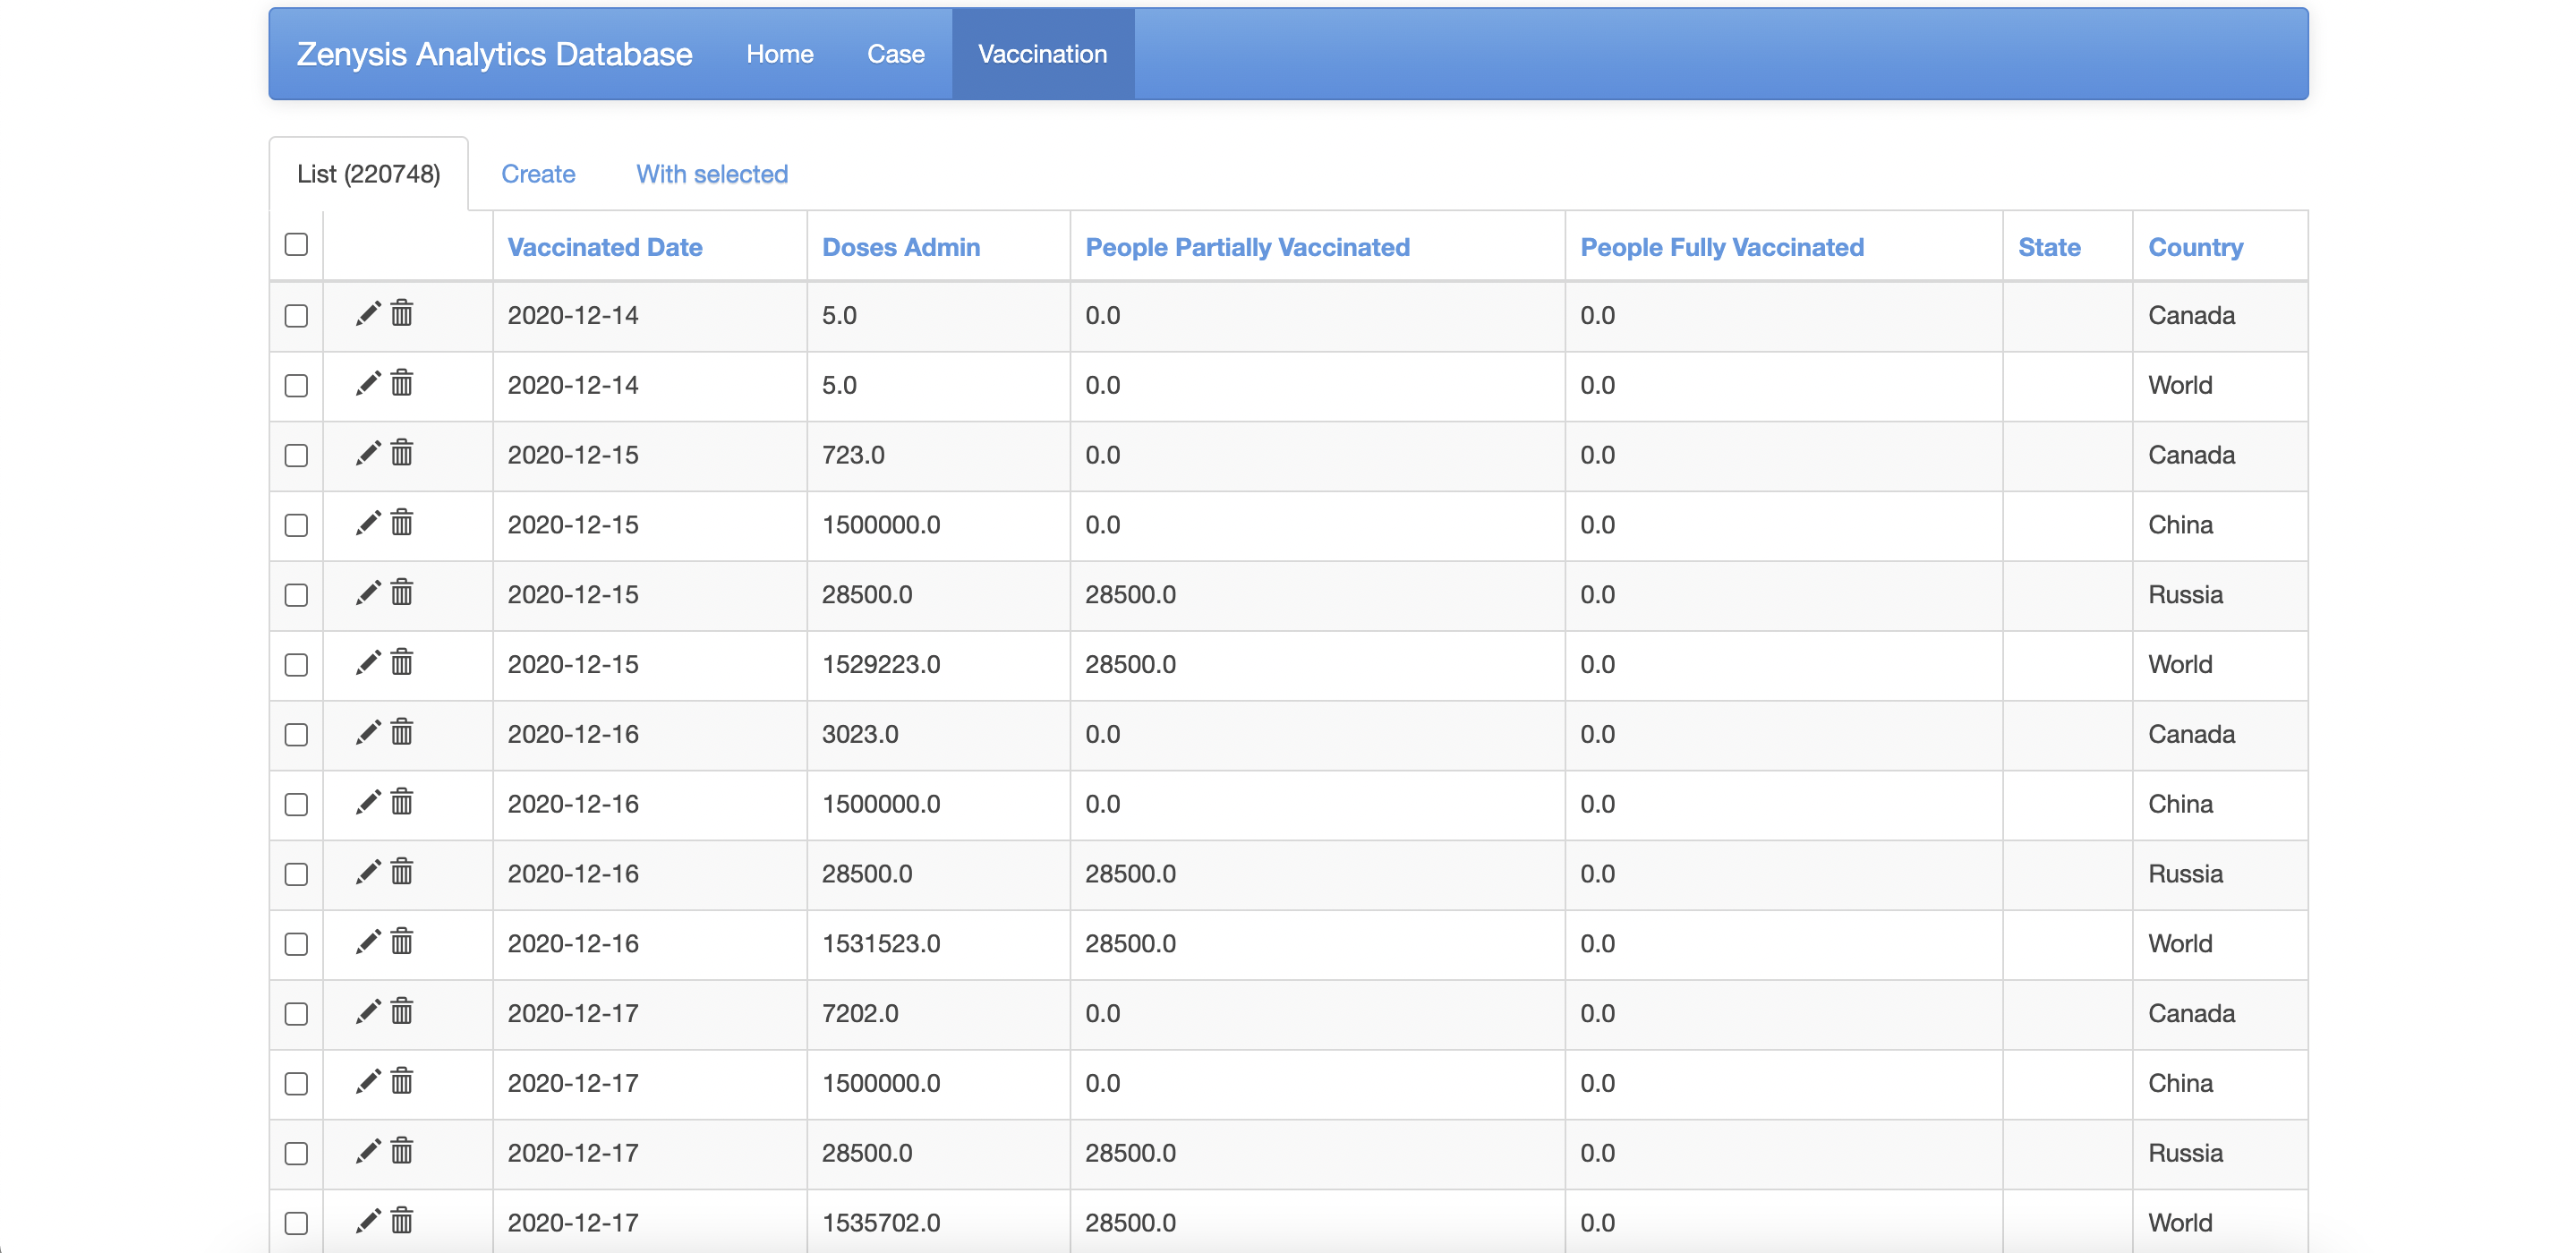 Zenysis Analytics Database Home Case Vaccination
List (220748) Create With selected
Vaccinated Date Doses Admin People Partially Vaccinated People Fully Vaccinated State Country
2020-12-14 5.0 0.0 0.0 Canada
2020-12-14 5.0 0.0 0.0 World
2020-12-15 723.0 0.0 0.0 Canada
2020-12-15 1500000.0 0.0 0.0 China
2020-12-15 28500.0 28500.0 0.0 Russia
2020-12-15 1529223.0 28500.0 0.0 World
2020-12-16 3023.0 0.0 0.0 Canada
2020-12-16 1500000.0 0.0 0.0 China
2020-12-16 28500.0 28500.0 0.0 Russia
2020-12-16 1531523.0 28500.0 0.0 World
2020-12-17 7202.0 0.0 0.0 Canada
2020-12-17 1500000.0 0.0 0.0 China
2020-12-17 28500.0 28500.0 0.0 Russia
2020-12-17 1535702.0 28500.0 0.0 World